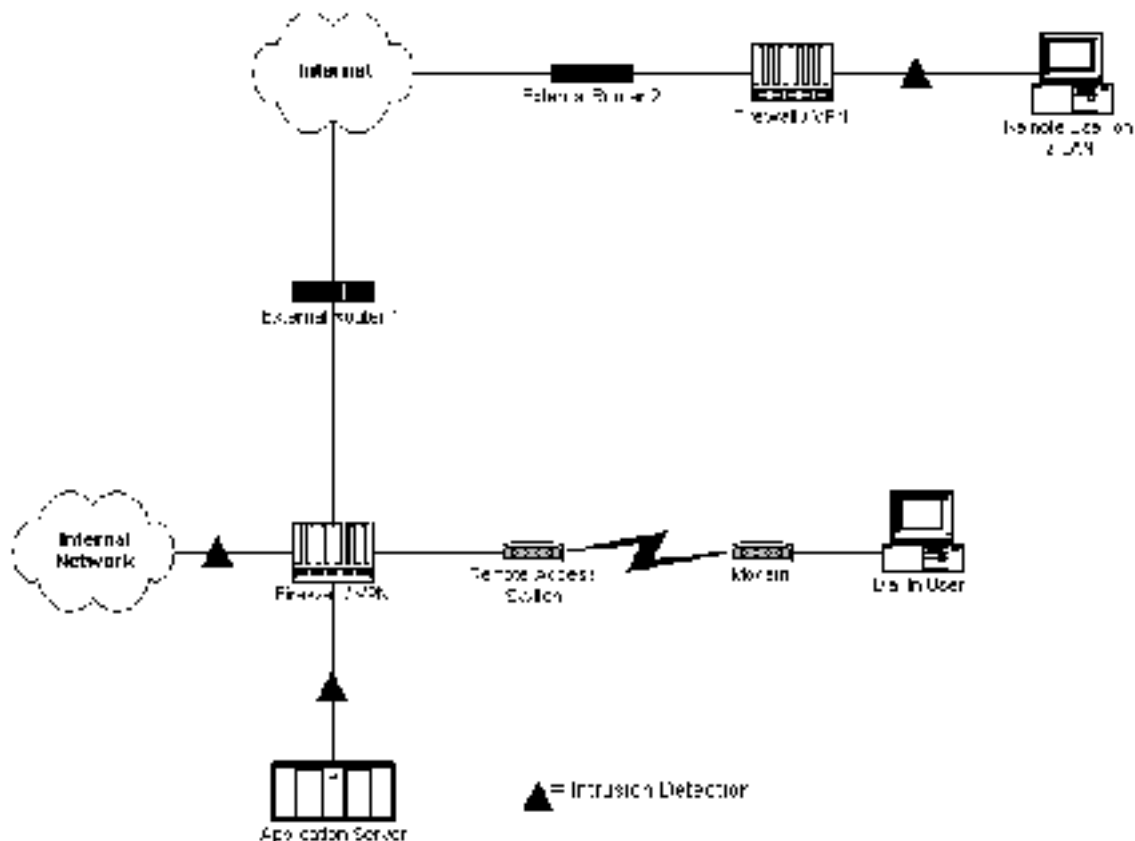 Internet
External Router 2
Firewall / VPN
Remote Location
2 LAN
External Router 1
Internal
Network
Firewall / VPN
Remote Access
Modem
Dial In User
= Intrusion Detection
Application Server